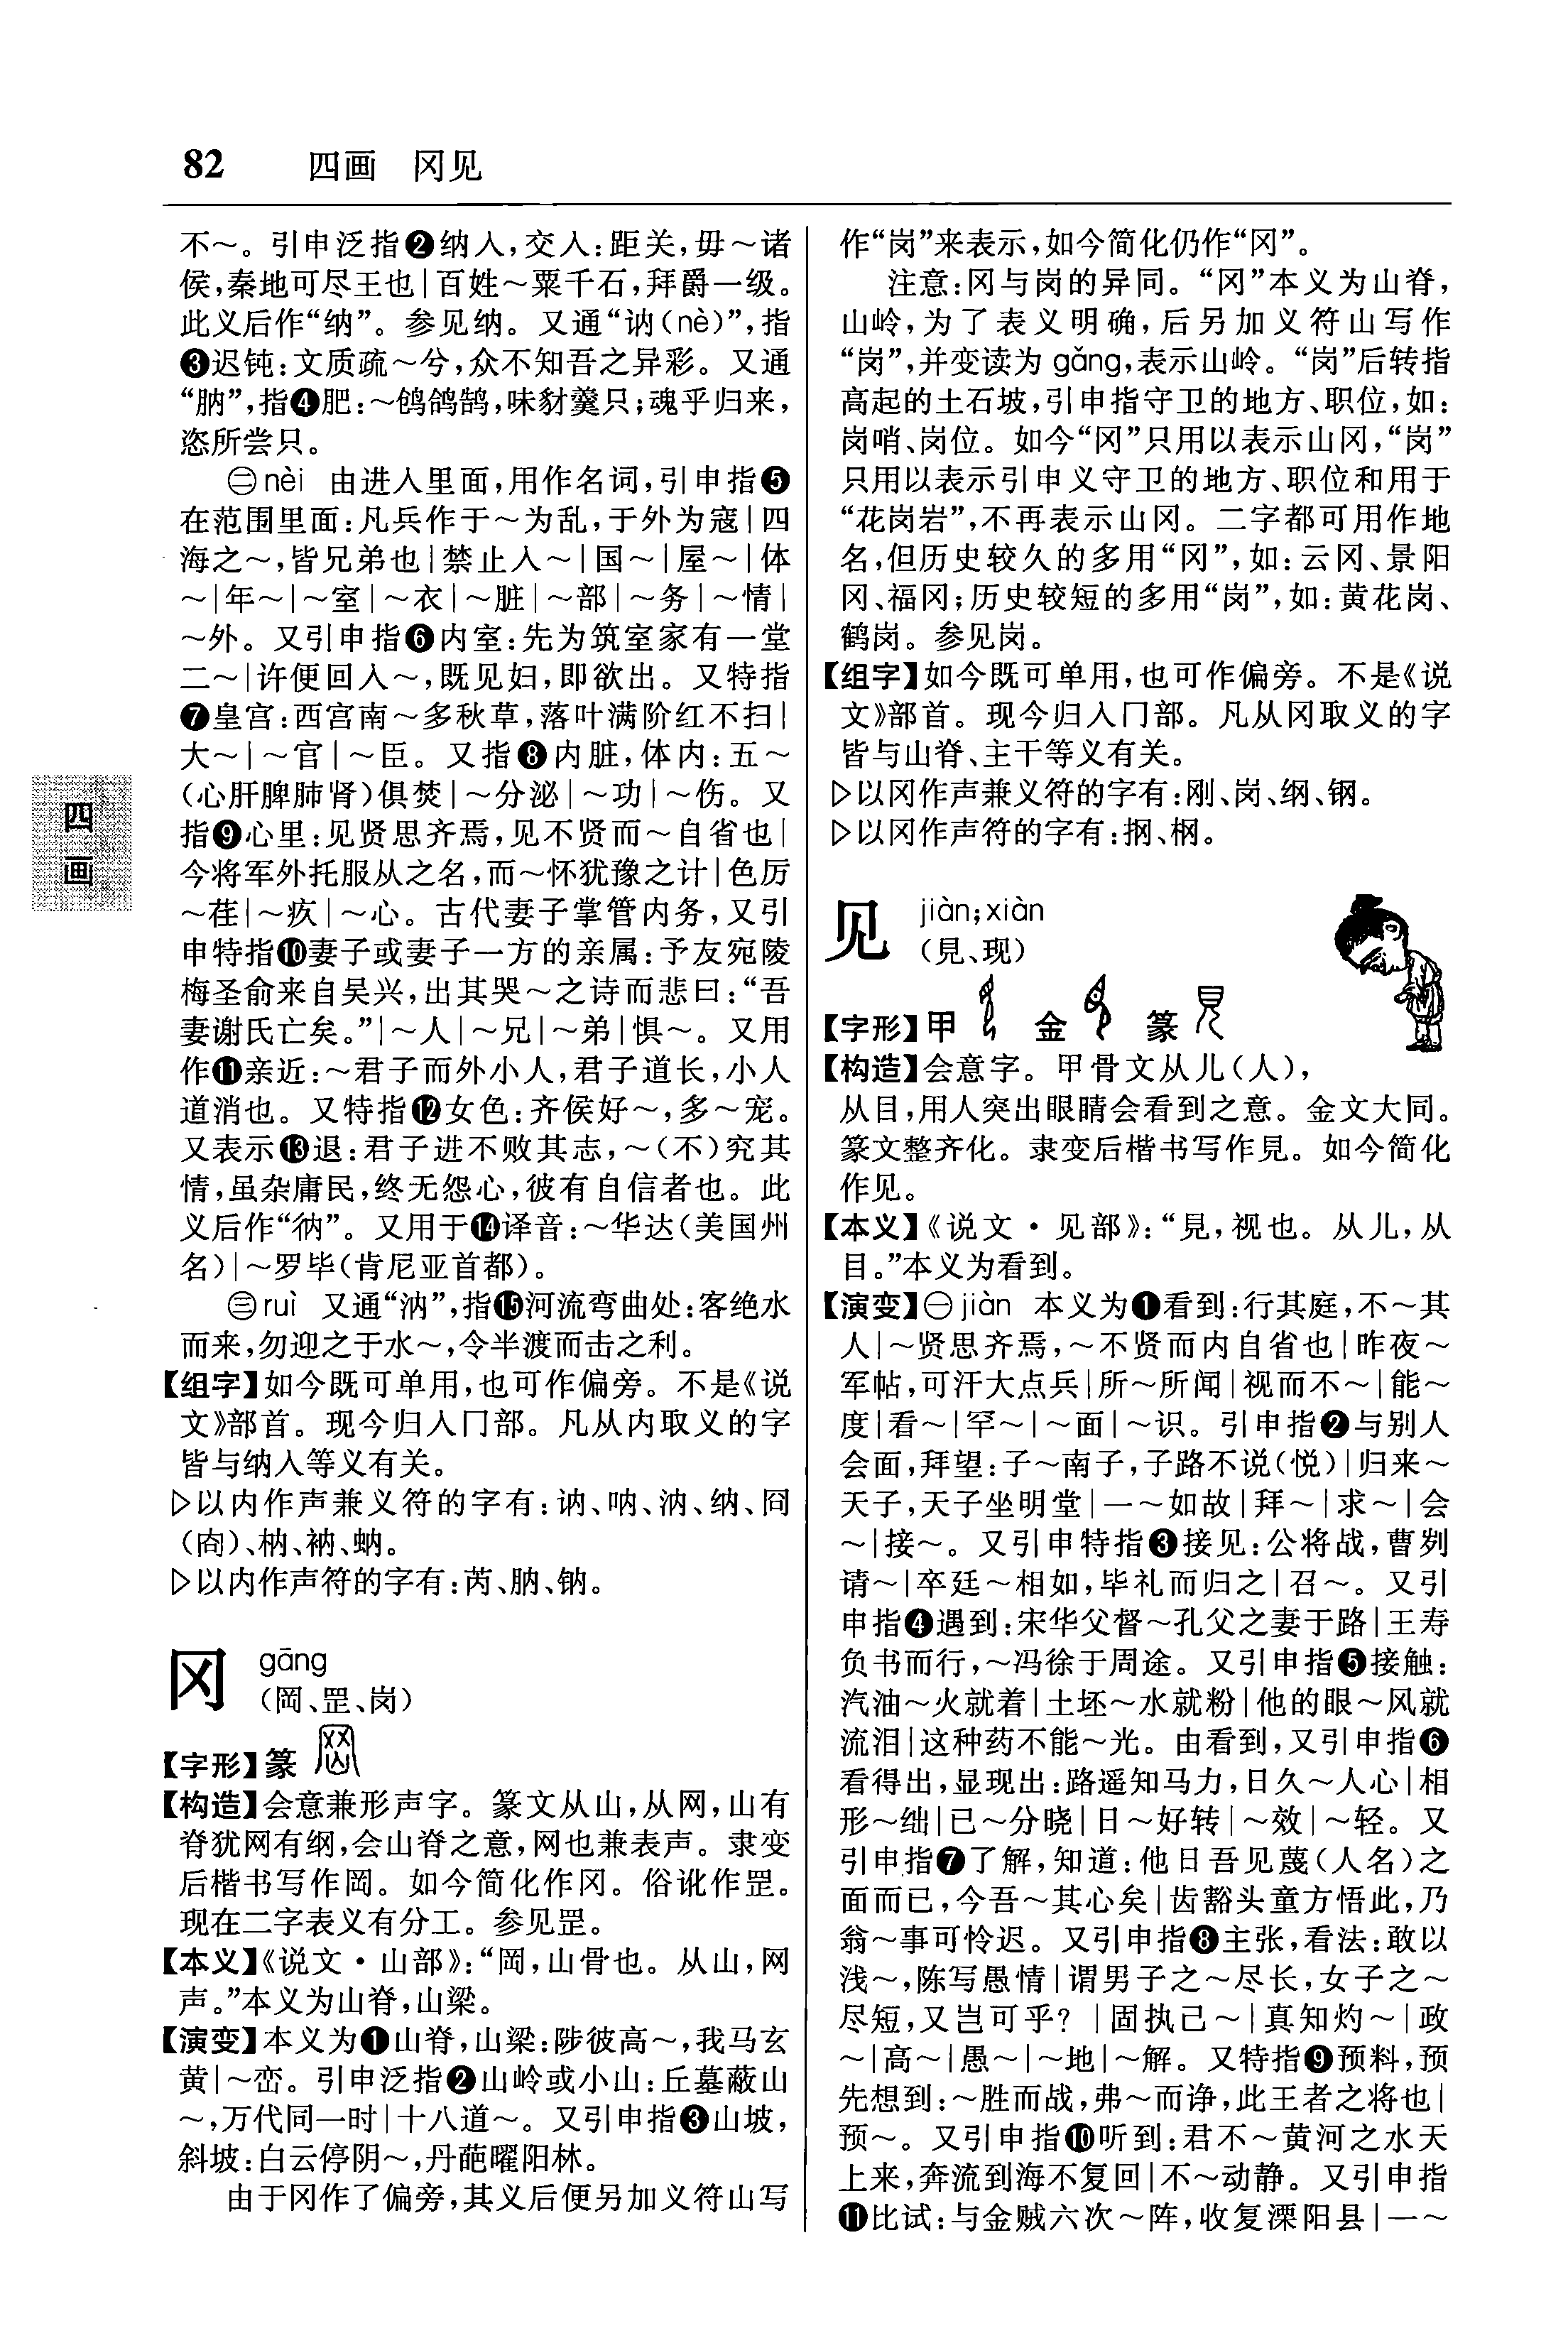 82 四画 冈见
不～。引申泛指❷纳入,交入:距关,毋～诸
侯,秦地可尽王也|百姓～粟千石,拜爵一级。
此义后作“纳”。参见纳。又通“讷(nè)”,指
❸迟钝:文质疏～兮,众不知吾之异彩。又通
“肭”,指❹肥:～鸧鸽鹄,味豺羹只;魂乎归来,
恣所尝只。
㊁nèi 由进入里面,用作名词,引申指❺
在范围里面:凡兵作于～为乱,于外为寇|四
海之～,皆兄弟也|禁止入～|国～|屋～|体
～|年～|～室|～衣|～脏|～部|～务|～情|
～外。又引申指❻内室:先为筑室家有一堂
二～|许便回入～,既见妇,即欲出。又特指
❼皇宫:西宫南～多秋草,落叶满阶红不扫|
大～|～官|～臣。又指❽内脏,体内:五～
(心肝脾肺肾)俱焚|～分泌|～功|～伤。又
指❾心里:见贤思齐焉,见不贤而～自省也|
今将军外托服从之名,而～怀犹豫之计|色厉
～荏|～疚|～心。古代妻子掌管内务,又引
申特指❿妻子或妻子一方的亲属:予友宛陵
梅圣俞来自吴兴,出其哭～之诗而悲曰:“吾
妻谢氏亡矣。”|～人|～兄|～弟|惧～。又用
作⓫亲近:～君子而外小人,君子道长,小人
道消也。又特指⓬女色:齐侯好～,多～宠。
又表示⓭退:君子进不败其志,～(不)究其
情,虽杂庸民,终无怨心,彼有自信者也。此
义后作“㣮”。又用于⓮译音:～华达(美国州
名)|～罗毕(肯尼亚首都)。
㊂ruì 又通“汭”,指⓯河流弯曲处:客绝水
而来,勿迎之于水～,令半渡而击之利。
【组字】如今既可单用,也可作偏旁。不是《说
文》部首。现今归入冂部。凡从内取义的字
皆与纳入等义有关。
▷以内作声兼义符的字有:讷、呐、汭、纳、冏
(㕯)、枘、衲、蚋。
▷以内作声符的字有:芮、肭、钠。
冈 gāng
(岡、罡、岗)
【字形】篆
【构造】会意兼形声字。篆文从山,从网,山有
脊犹网有纲,会山脊之意,网也兼表声。隶变
后楷书写作岡。如今简化作冈。俗讹作罡。
现在二字表义有分工。参见罡。
【本义】《说文·山部》:“岡,山骨也。从山,网
声。”本义为山脊,山梁。
【演变】本义为❶山脊,山梁:陟彼高～,我马玄
黄|～峦。引申泛指❷山岭或小山:丘墓蔽山
～,万代同一时|十八道～。又引申指❸山坡,
斜坡:白云停阴～,丹葩曜阳林。
由于冈作了偏旁,其义后便另加义符山写
作“岗”来表示,如今简化仍作“冈”。
注意:冈与岗的异同。“冈”本义为山脊,
山岭,为了表义明确,后另加义符山写作
“岗”,并变读为 gǎng,表示山岭。“岗”后转指
高起的土石坡,引申指守卫的地方、职位,如:
岗哨、岗位。如今“冈”只用以表示山冈,“岗”
只用以表示引申义守卫的地方、职位和用于
“花岗岩”,不再表示山冈。二字都可用作地
名,但历史较久的多用“冈”,如:云冈、景阳
冈、福冈;历史较短的多用“岗”,如:黄花岗、
鹤岗。参见岗。
【组字】如今既可单用,也可作偏旁。不是《说
文》部首。现今归入冂部。凡从冈取义的字
皆与山脊、主干等义有关。
▷以冈作声兼义符的字有:刚、岗、纲、钢。
▷以冈作声符的字有:㧏、棡。
见 jiàn;xiàn
(見、现)
【字形】甲 金 篆
【构造】会意字。甲骨文从儿(人),
从目,用人突出眼睛会看到之意。金文大同。
篆文整齐化。隶变后楷书写作見。如今简化
作见。
【本义】《说文·见部》:“見,视也。从儿,从
目。”本义为看到。
【演变】㊀jiàn 本义为❶看到:行其庭,不～其
人|～贤思齐焉,～不贤而内自省也|昨夜～
军帖,可汗大点兵|所～所闻|视而不～|能～
度|看～|罕～|～面|～识。引申指❷与别人
会面,拜望:子～南子,子路不说(悦)|归来～
天子,天子坐明堂|一～如故|拜～|求～|会
～|接～。又引申特指❸接见:公将战,曹刿
请～|卒廷～相如,毕礼而归之|召～。又引
申指❹遇到:宋华父督～孔父之妻于路|王寿
负书而行,～冯徐于周途。又引申指❺接触:
汽油～火就着|土坯～水就粉|他的眼～风就
流泪|这种药不能～光。由看到,又引申指❻
看得出,显现出:路遥知马力,日久～人心|相
形～绌|已～分晓|日～好转|～效|～轻。又
引申指❼了解,知道:他日吾见蔑(人名)之
面而已,今吾～其心矣|齿豁头童方悟此,乃
翁～事可怜迟。又引申指❽主张,看法:敢以
浅～,陈写愚情|谓男子之～尽长,女子之～
尽短,又岂可乎?|固执己～|真知灼～|政
～|高～|愚～|～地|～解。又特指❾预料,预
先想到:～胜而战,弗～而诤,此王者之将也|
预～。又引申指❿听到:君不～黄河之水天
上来,奔流到海不复回|不～动静。又引申指
⓫比试:与金贼六次～阵,收复溧阳县|一～
四画